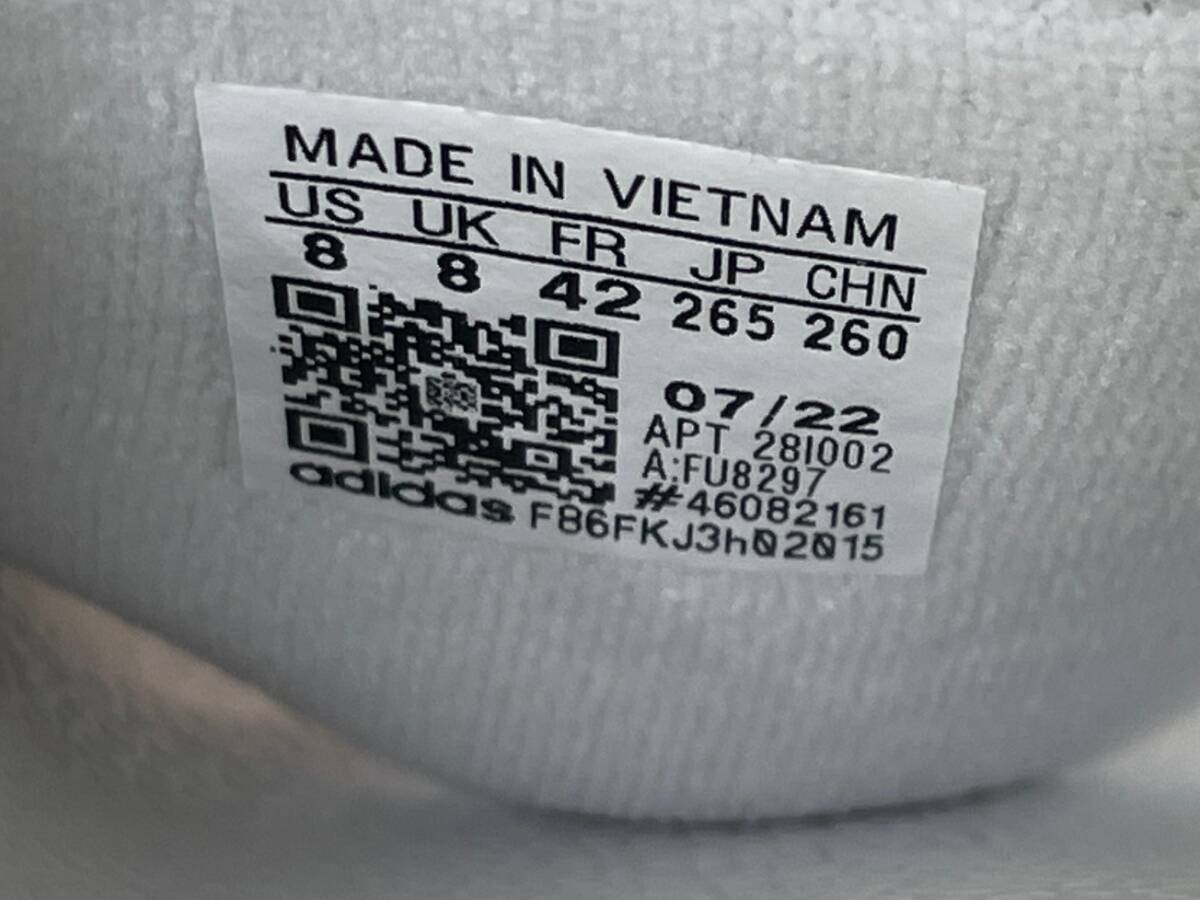 MADE IN VIETNAM
US UK FR JP CHN
8 8 42 265 260
07/22
APT 28I002
A:FU8297
#46082161
adidas F86FKJ3h02015